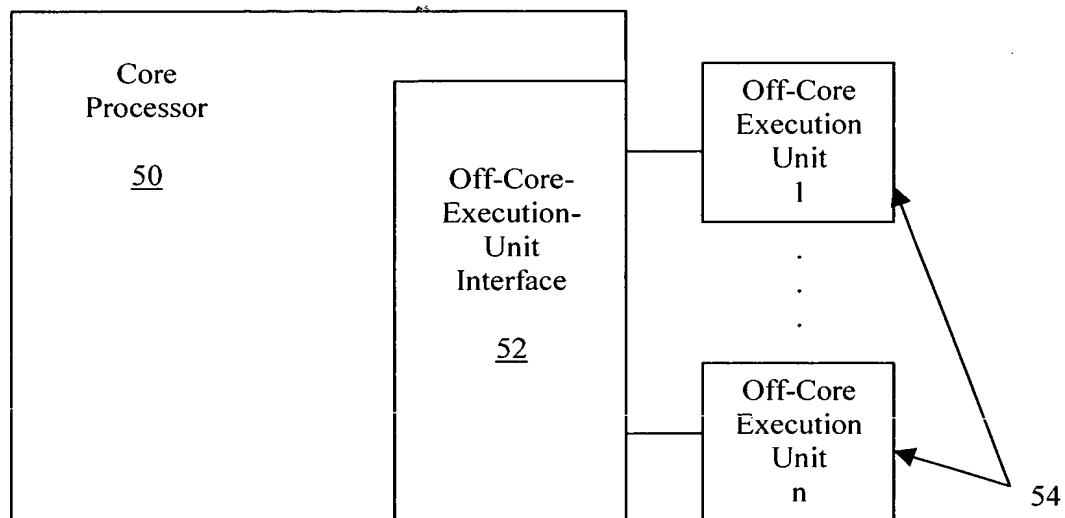 Core
Processor
50
Off-Core-
Execution-
Unit
Interface
52
Off-Core
Execution
Unit
1
Off-Core
Execution
Unit
n
54